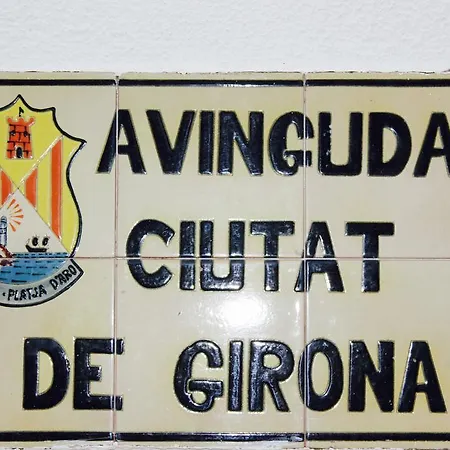 AVINGUDA
CIUTAT
DE GIRONA
PLATJA D'ARO